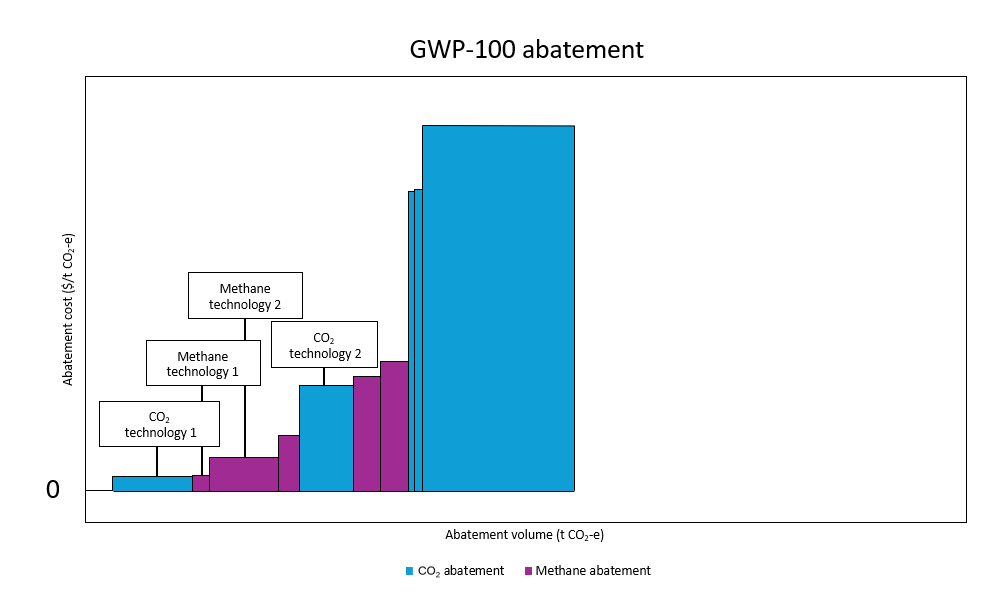 GWP-100 abatement
Abatement cost ($/t CO₂-e)
Methane
technology 2
CO₂
technology 2
Methane
technology 1
CO₂
technology 1
0
Abatement volume (t CO₂-e)
CO₂ abatement
Methane abatement